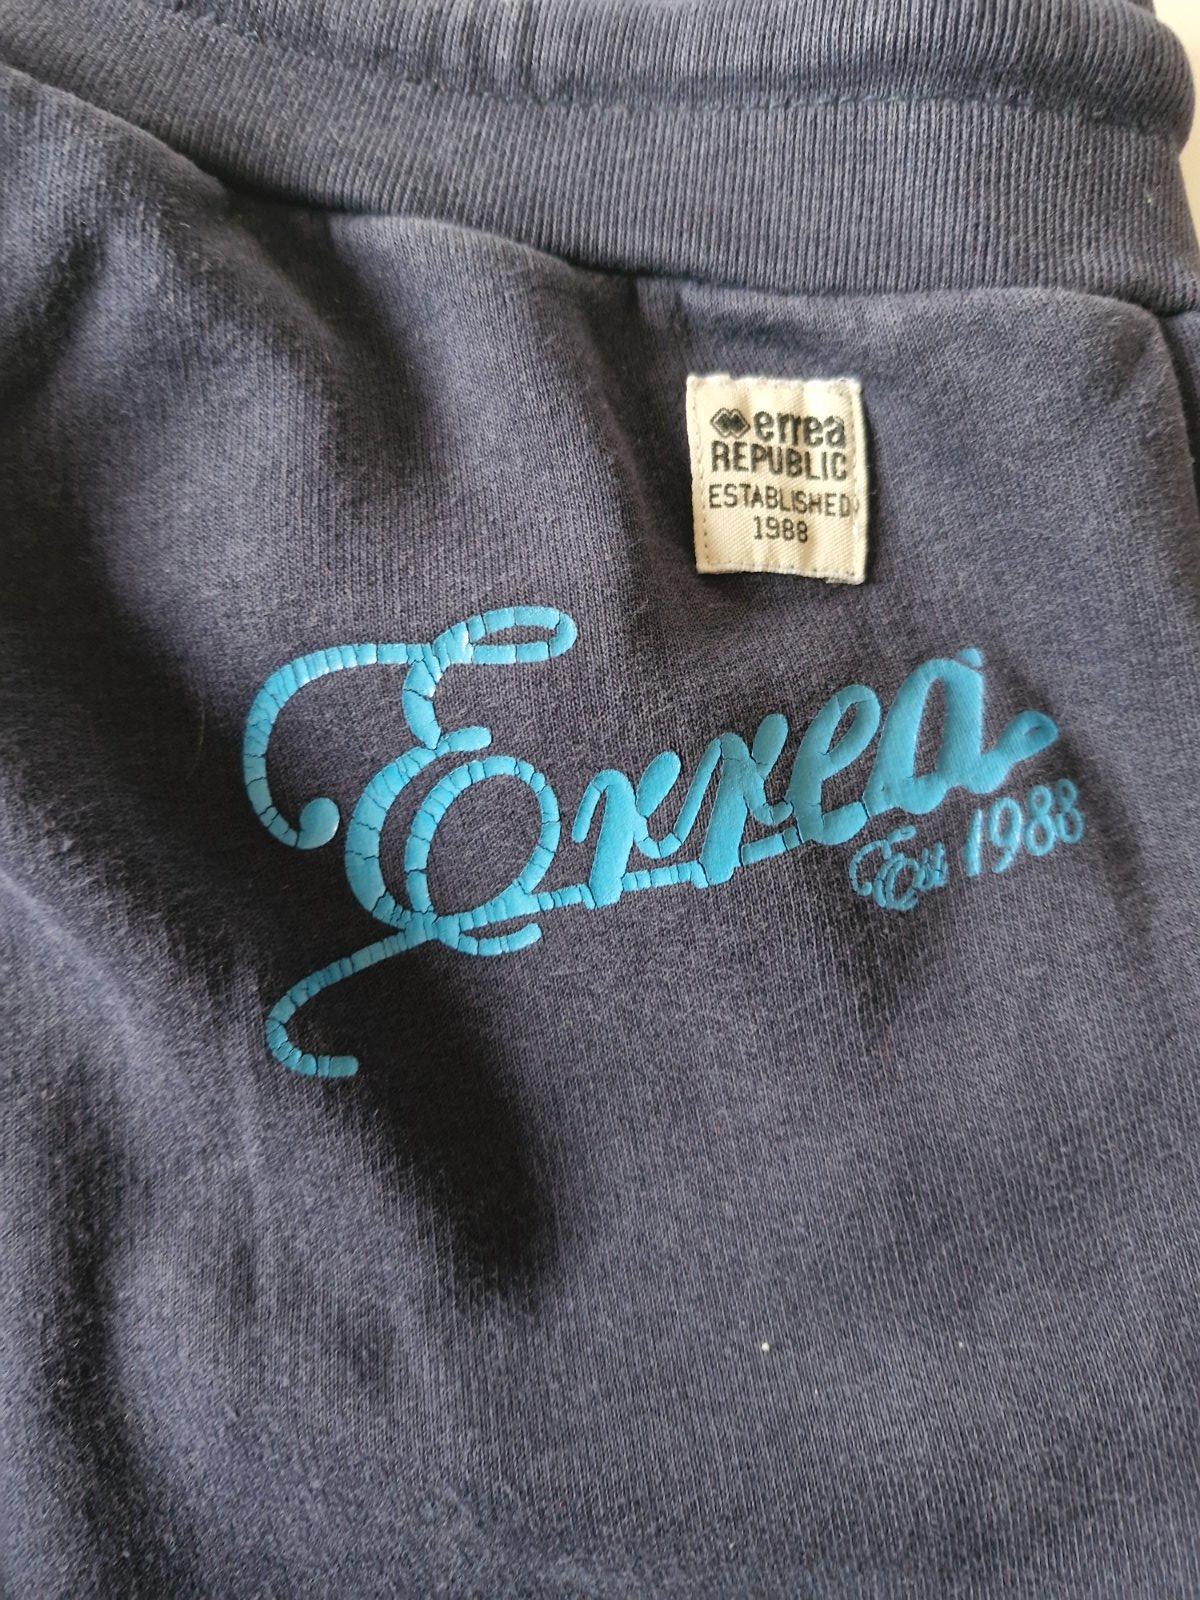 errea
REPUBLIC
ESTABLISHED
1988
Errea
Est 1988